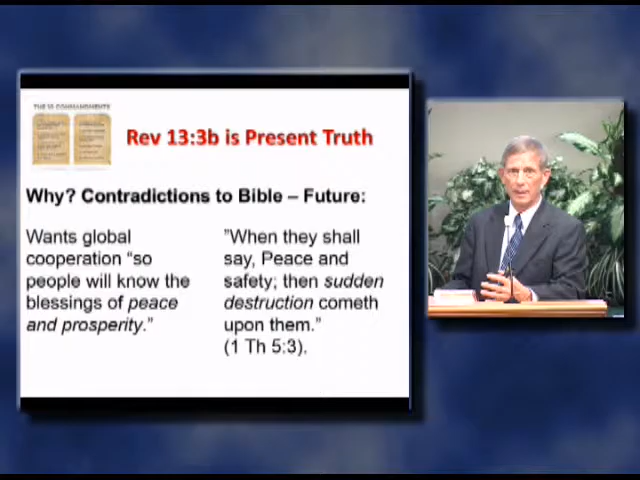 THE 10 COMMANDMENTS
Rev 13:3b is Present Truth
Why? Contradictions to Bible – Future:
Wants global
cooperation “so
people will know the
blessings of peace
and prosperity.”
”When they shall
say, Peace and
safety; then sudden
destruction cometh
upon them.”
(1 Th 5:3).